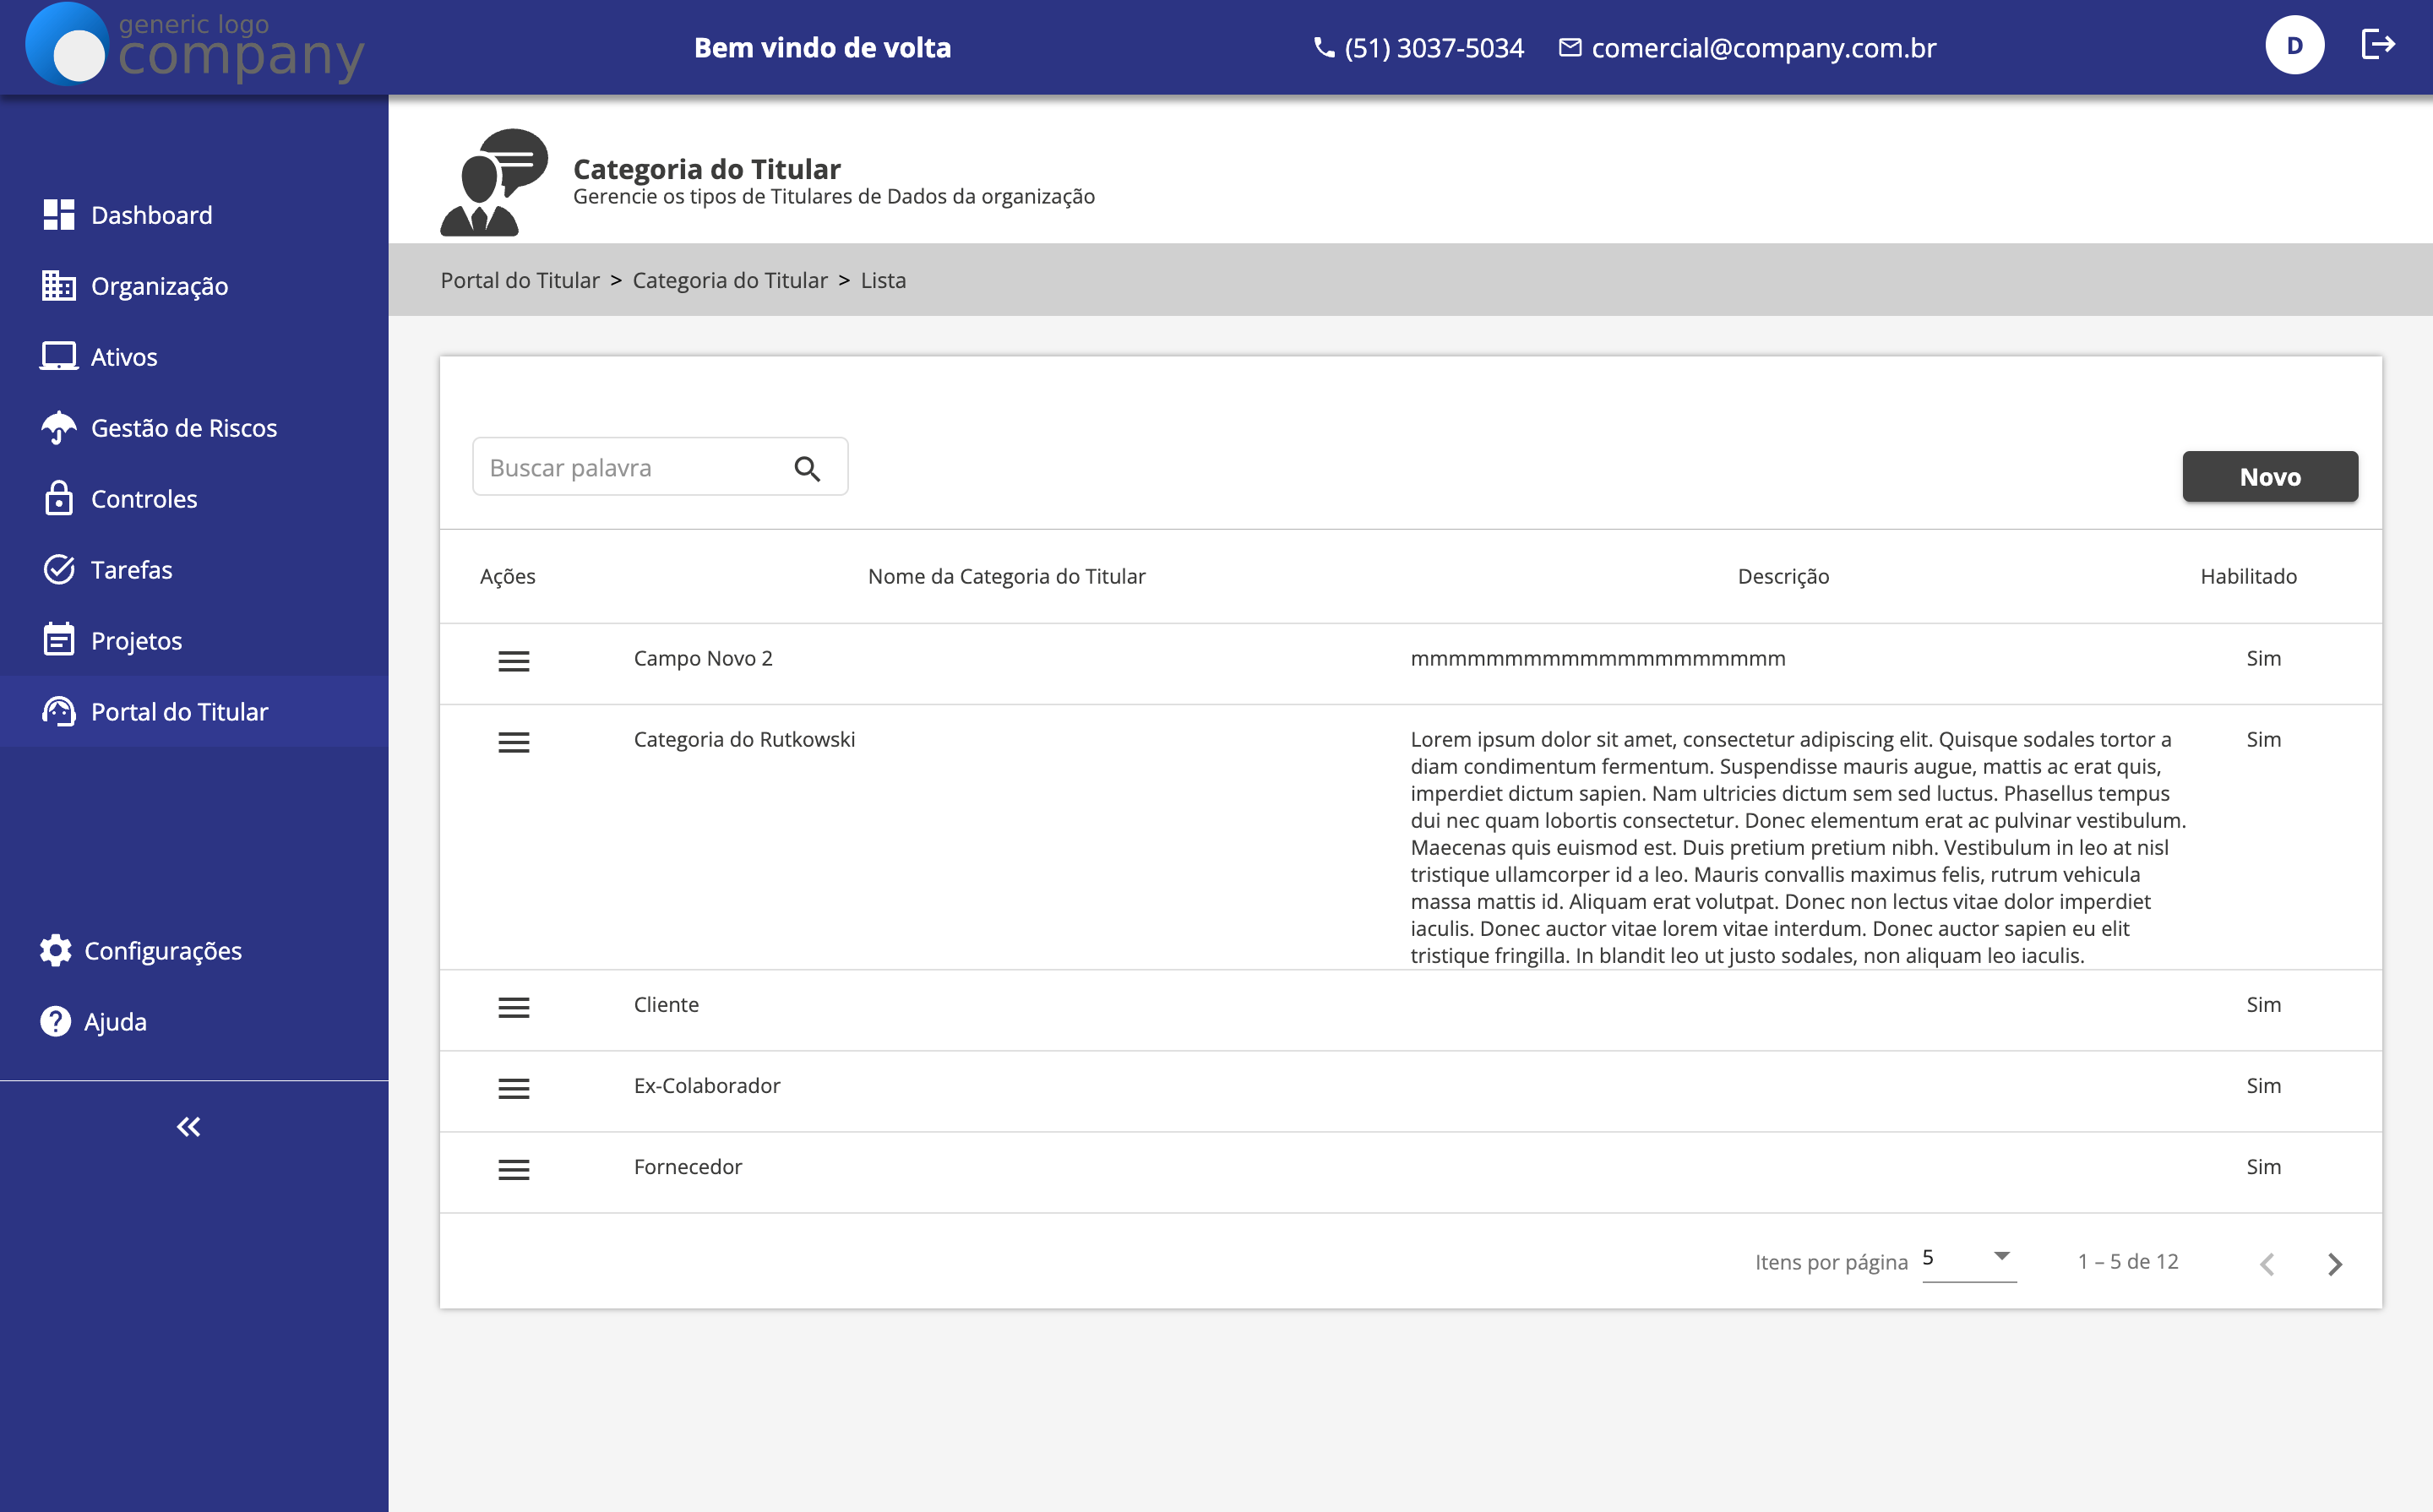 generic logo
company
Bem vindo de volta
(51) 3037-5034
comercial@company.com.br
D
Dashboard
Organização
Ativos
Gestão de Riscos
Controles
Tarefas
Projetos
Portal do Titular
Configurações
Ajuda
Categoria do Titular
Gerencie os tipos de Titulares de Dados da organização
Portal do Titular > Categoria do Titular > Lista
Buscar palavra
Novo
Ações Nome da Categoria do Titular Descrição Habilitado
Campo Novo 2 mmmmmmmmmmmmmmmmmmmm Sim
Categoria do Rutkowski Lorem ipsum dolor sit amet, consectetur adipiscing elit. Quisque sodales tortor a Sim
diam condimentum fermentum. Suspendisse mauris augue, mattis ac erat quis,
imperdiet dictum sapien. Nam ultricies dictum sem sed luctus. Phasellus tempus
dui nec quam lobortis consectetur. Donec elementum erat ac pulvinar vestibulum.
Maecenas quis euismod est. Duis pretium pretium nibh. Vestibulum in leo at nisl
tristique ullamcorper id a leo. Mauris convallis maximus felis, rutrum vehicula
massa mattis id. Aliquam erat volutpat. Donec non lectus vitae dolor imperdiet
iaculis. Donec auctor vitae lorem vitae interdum. Donec auctor sapien eu elit
tristique fringilla. In blandit leo ut justo sodales, non aliquam leo iaculis.
Cliente Sim
Ex-Colaborador Sim
Fornecedor Sim
Itens por página 5 1 – 5 de 12